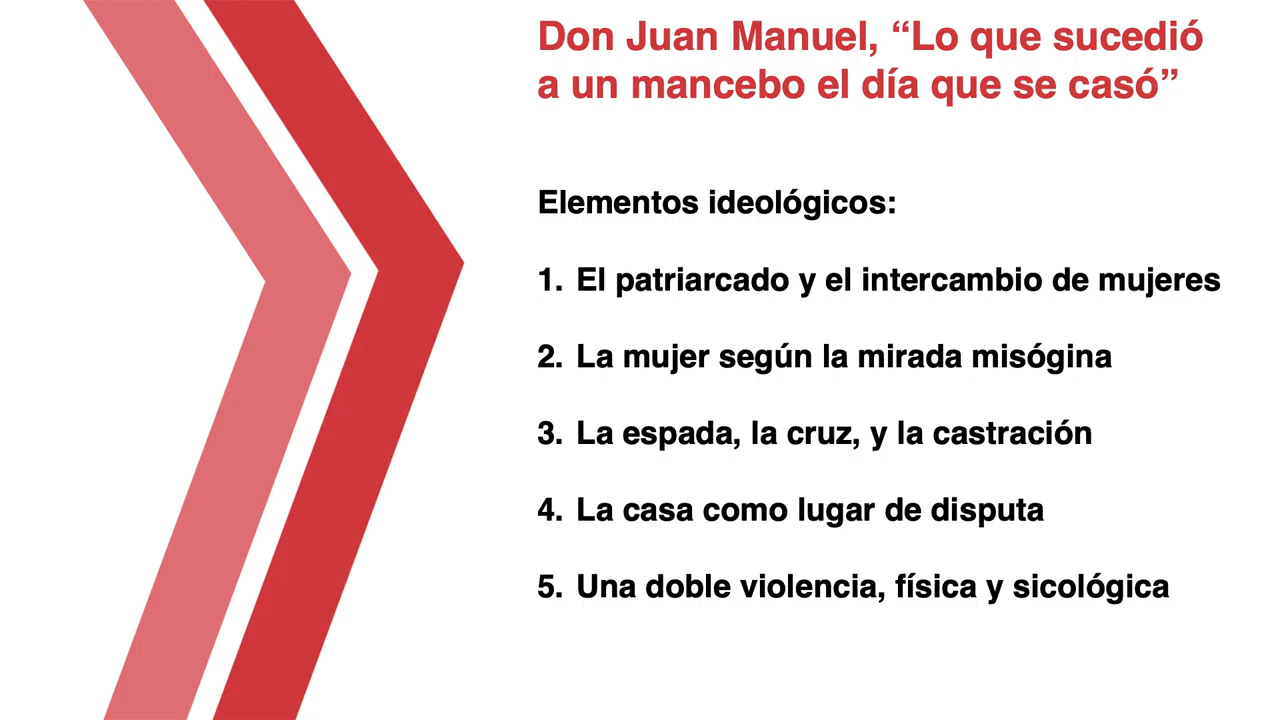 Don Juan Manuel, “Lo que sucedió
a un mancebo el día que se casó”
Elementos ideológicos:
1. El patriarcado y el intercambio de mujeres
2. La mujer según la mirada misógina
3. La espada, la cruz, y la castración
4. La casa como lugar de disputa
5. Una doble violencia, física y sicológica